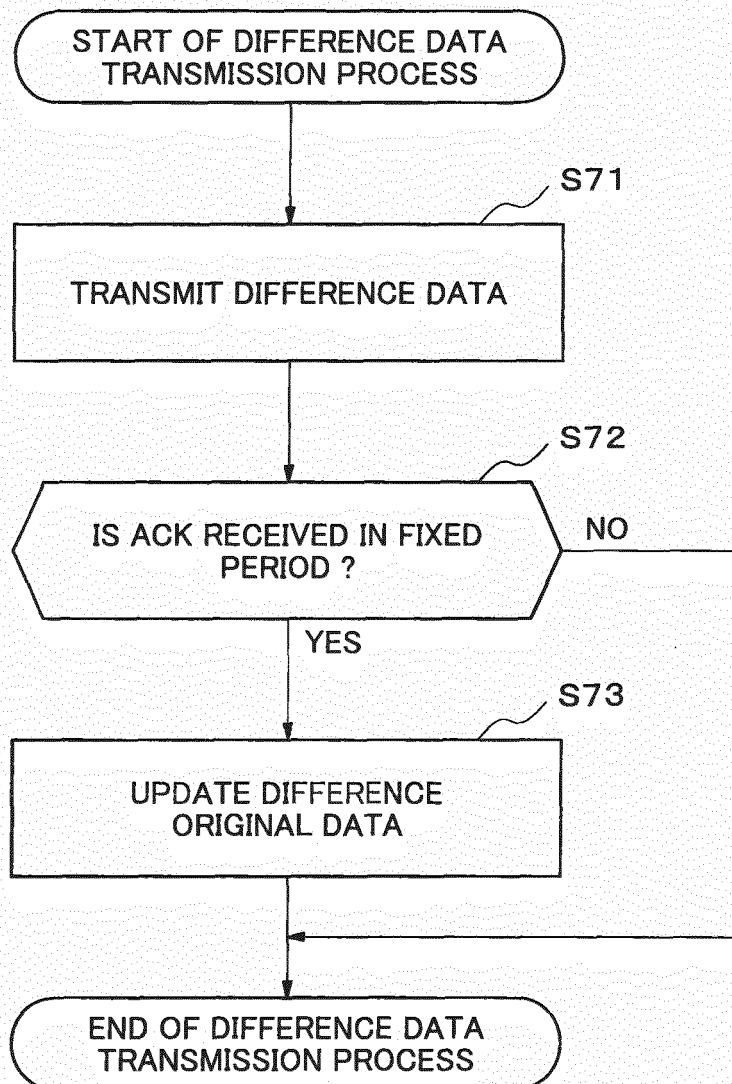 START OF DIFFERENCE DATA
TRANSMISSION PROCESS
S71
TRANSMIT DIFFERENCE DATA
S72
IS ACK RECEIVED IN FIXED
PERIOD ?
NO
YES
S73
UPDATE DIFFERENCE
ORIGINAL DATA
END OF DIFFERENCE DATA
TRANSMISSION PROCESS